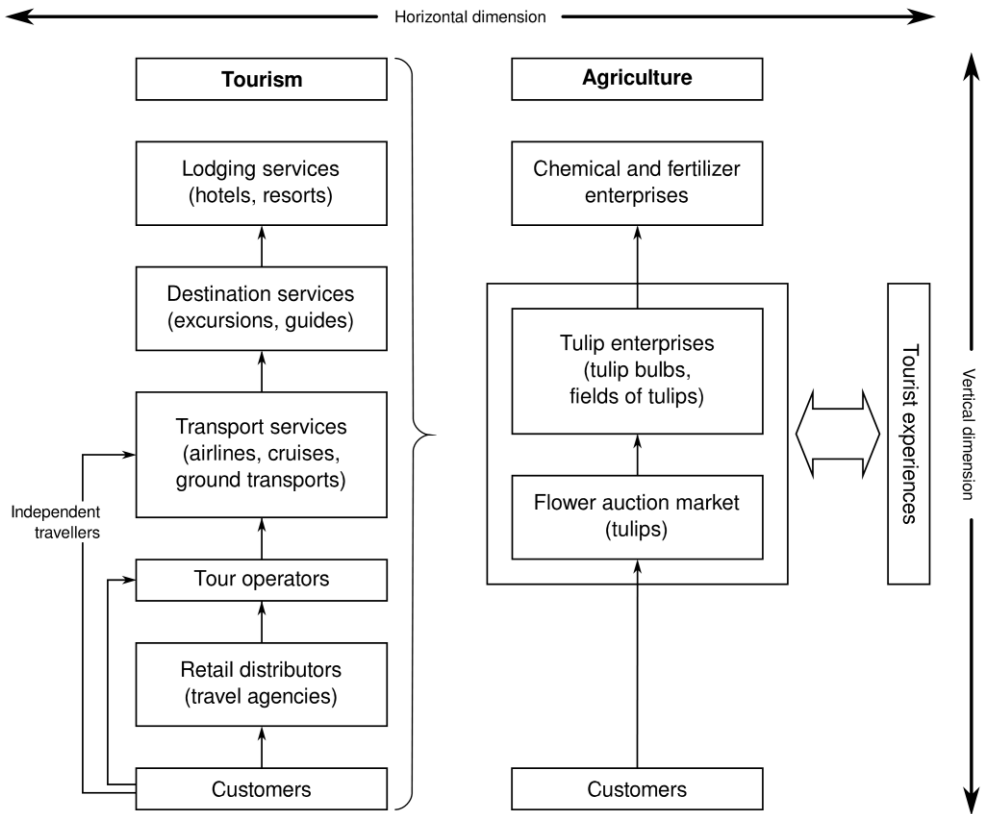 Horizontal dimension
Tourism
Lodging services
(hotels, resorts)
Destination services
(excursions, guides)
Transport services
(airlines, cruises,
ground transports)
Independent
travellers
Tour operators
Retail distributors
(travel agencies)
Customers
Agriculture
Chemical and fertilizer
enterprises
Tulip enterprises
(tulip bulbs,
fields of tulips)
Flower auction market
(tulips)
Customers
Tourist experiences
Vertical dimension